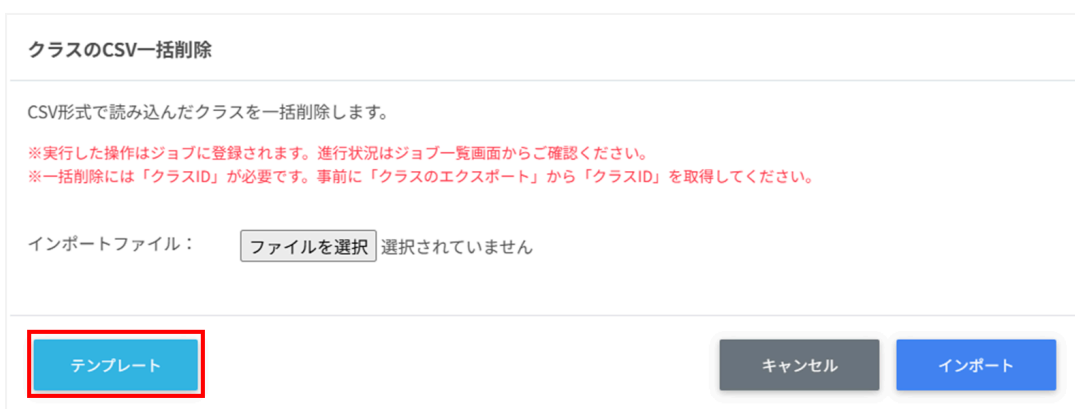 クラスのCSV一括削除
CSV形式で読み込んだクラスを一括削除します。
※実行した操作はジョブに登録されます。進行状況はジョブ一覧画面からご確認ください。
※一括削除には「クラスID」が必要です。事前に「クラスのエクスポート」から「クラスID」を取得してください。
インポートファイル： ファイルを選択 選択されていません
テンプレート キャンセル インポート